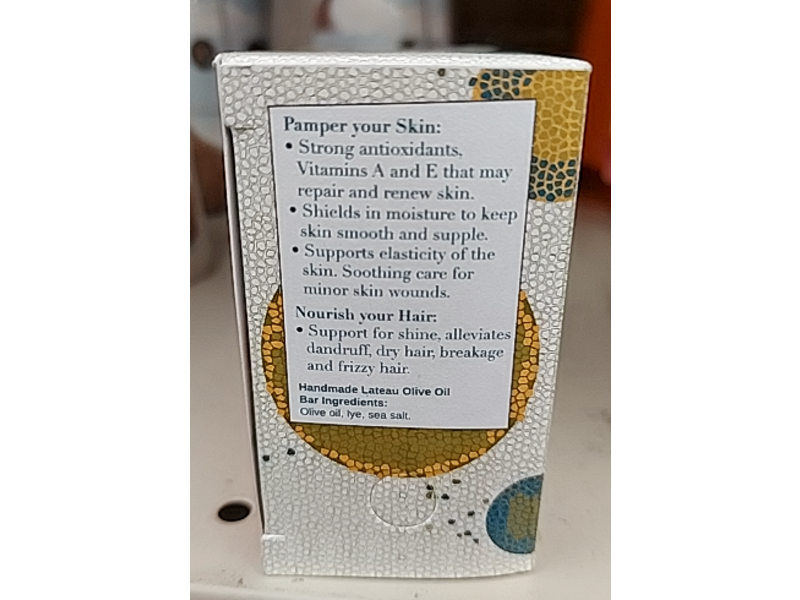 Pamper your Skin:
• Strong antioxidants,
Vitamins A and E that may
repair and renew skin.
• Shields in moisture to keep
skin smooth and supple.
• Supports elasticity of the
skin. Soothing care for
minor skin wounds.
Nourish your Hair:
• Support for shine, alleviates
dandruff, dry hair, breakage
and frizzy hair.
Handmade Lateau Olive Oil
Bar Ingredients:
Olive oil, lye, sea salt.